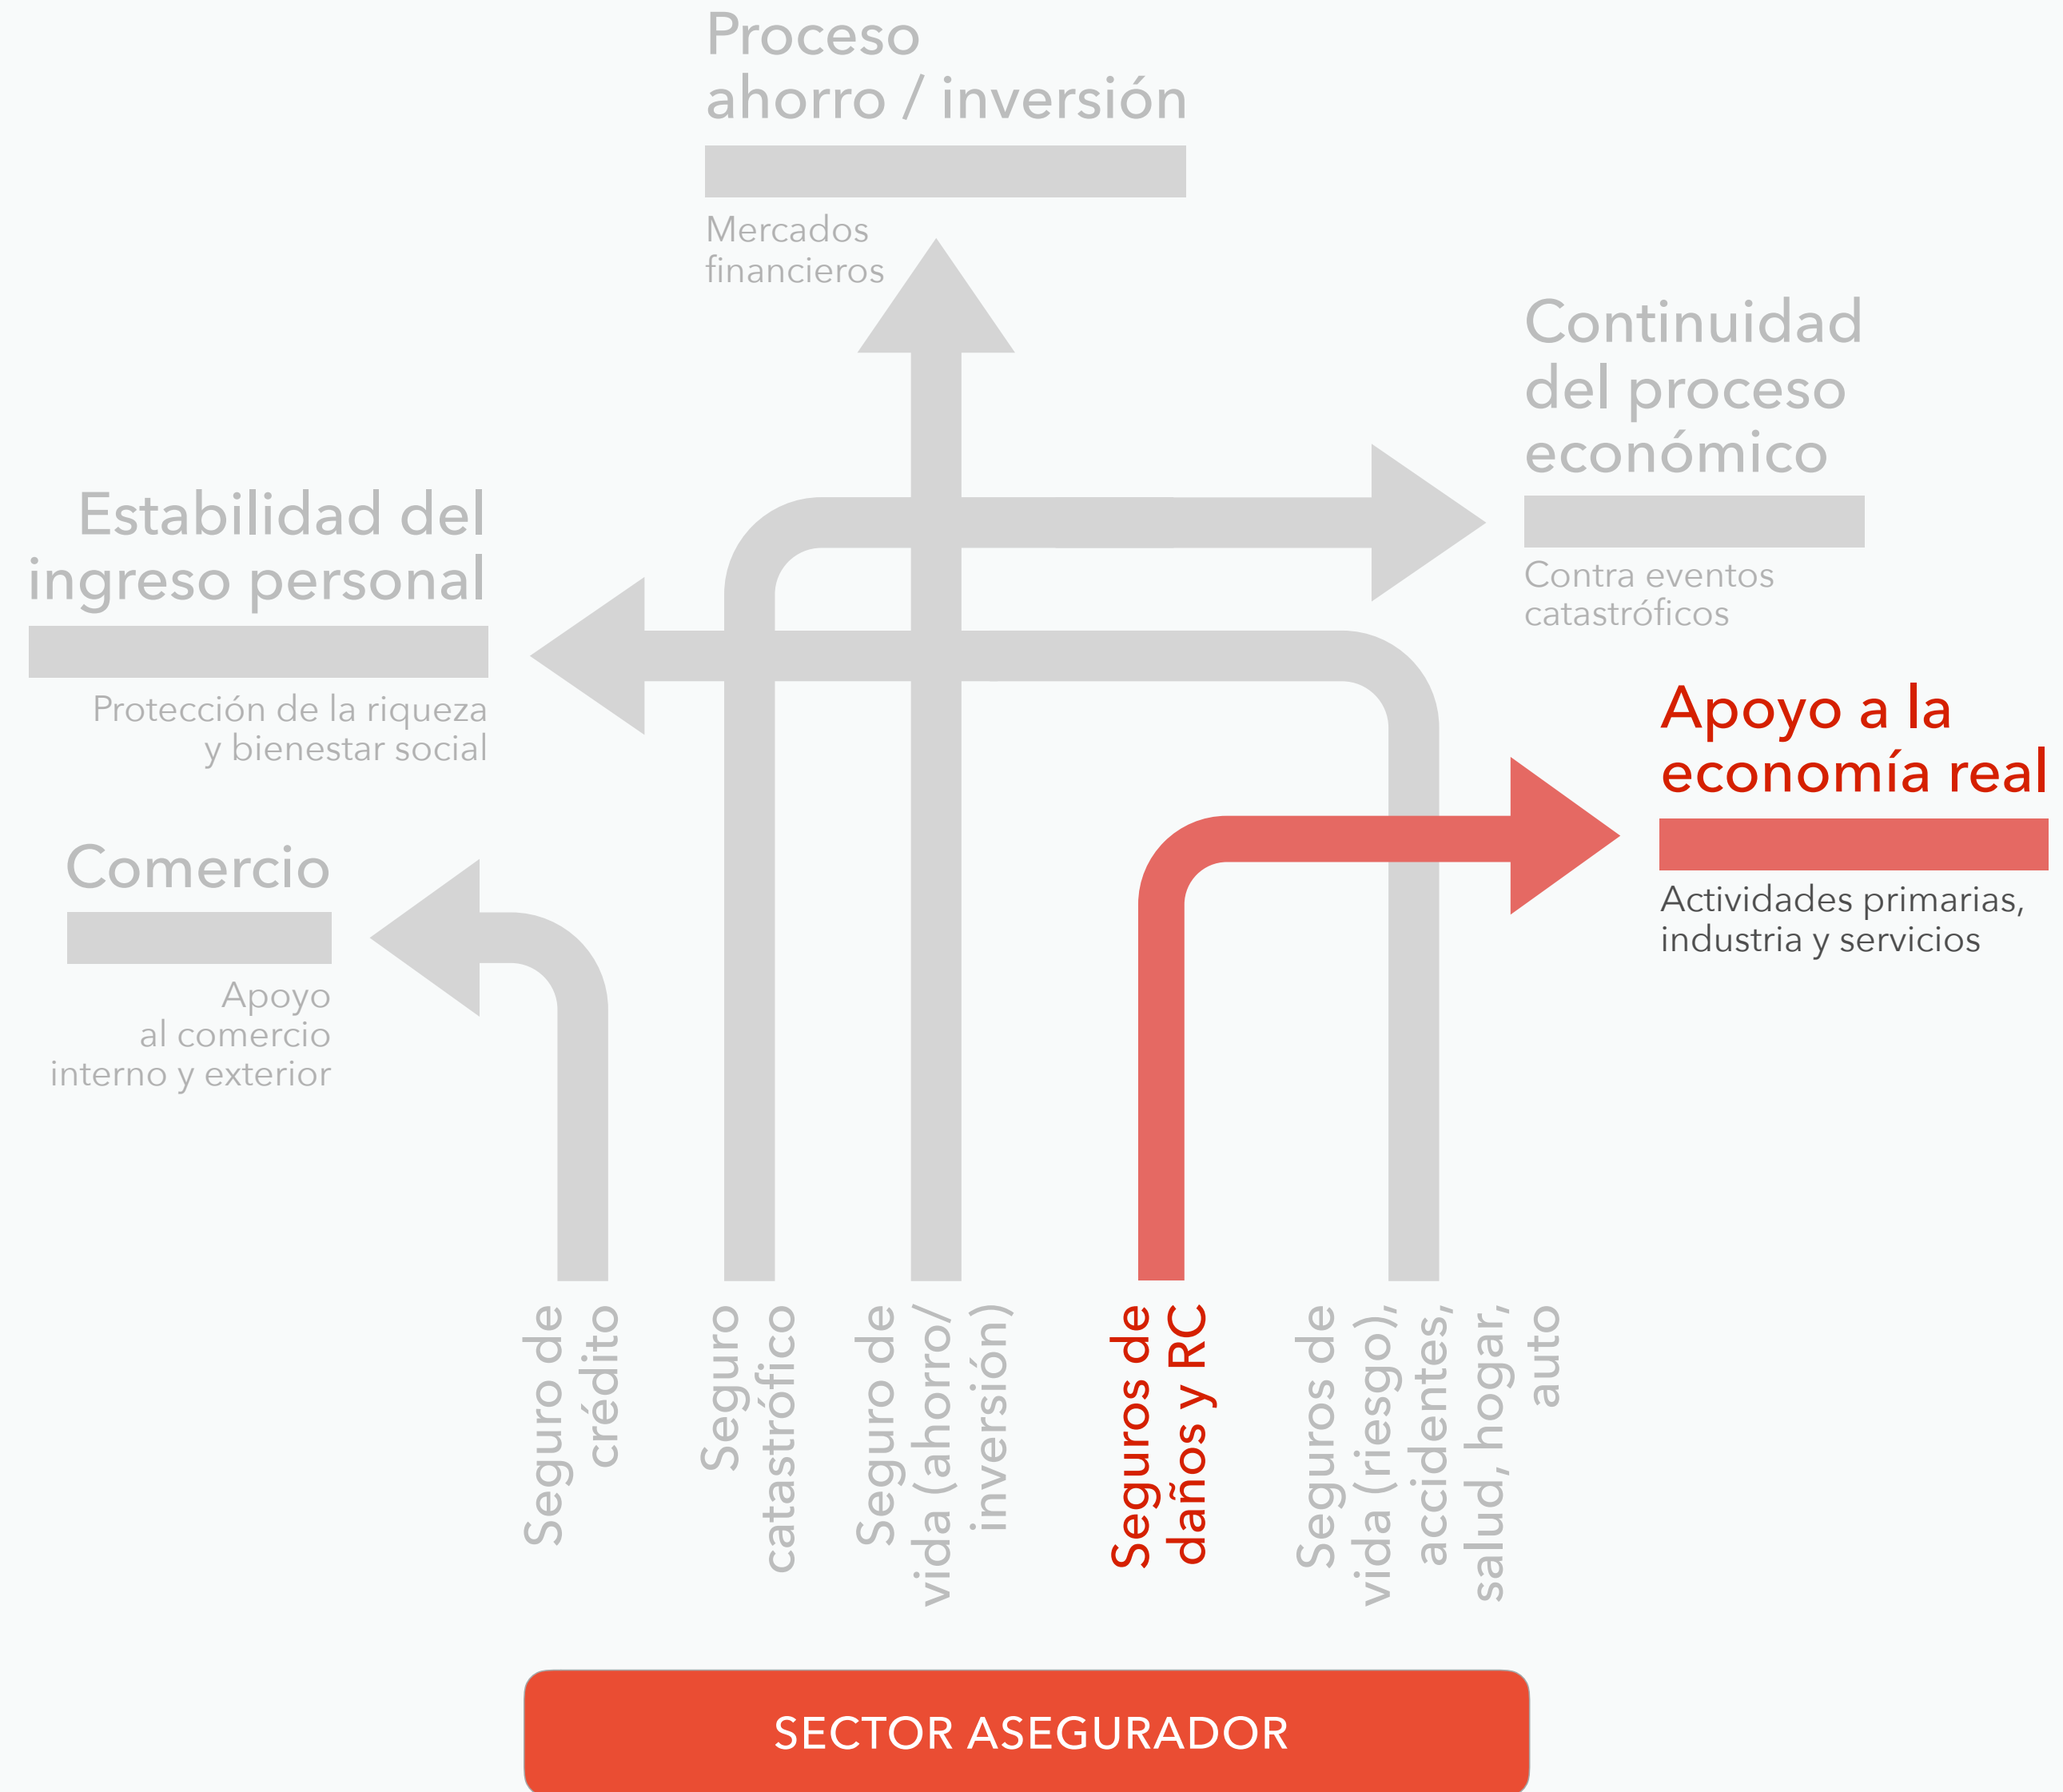 Proceso
ahorro / inversión
Mercados
financieros
Continuidad
del proceso
económico
Contra eventos
catastróficos
Estabilidad del
ingreso personal
Protección de la riqueza
y bienestar social
Apoyo a la
economía real
Actividades primarias,
industria y servicios
Comercio
Apoyo
al comercio
interno y exterior
Seguro de
crédito
Seguro
catastrófico
Seguro de
vida (ahorro/
inversión)
Seguros de
daños y RC
Seguros de
vida (riesgo),
accidentes,
salud, hogar,
auto
SECTOR ASEGURADOR